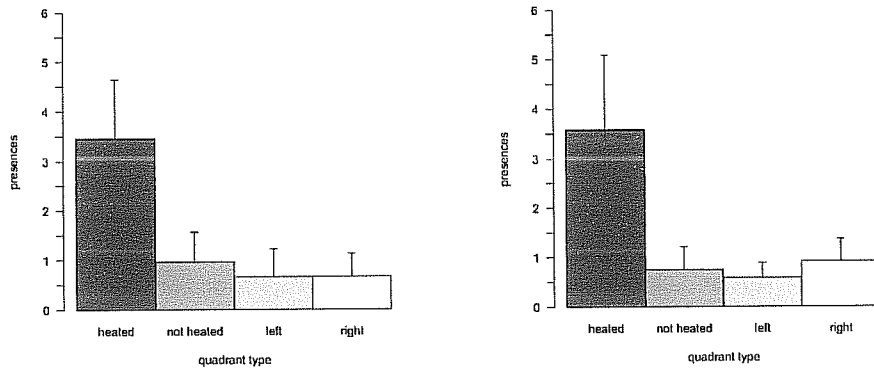 6
5
4
3
2
1
0
presences
heated not heated left right
quadrant type
6
5
4
3
2
1
0
presences
heated not heated left right
quadrant type